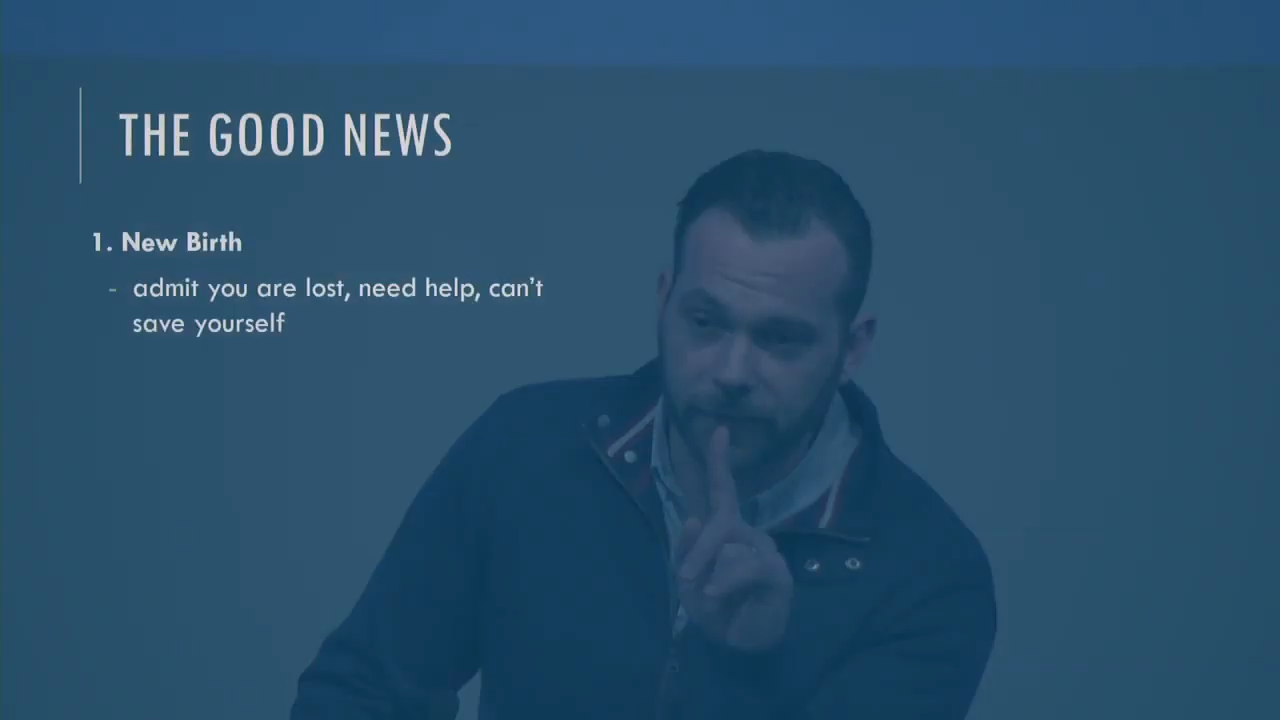 THE GOOD NEWS
1. New Birth
- admit you are lost, need help, can't
save yourself